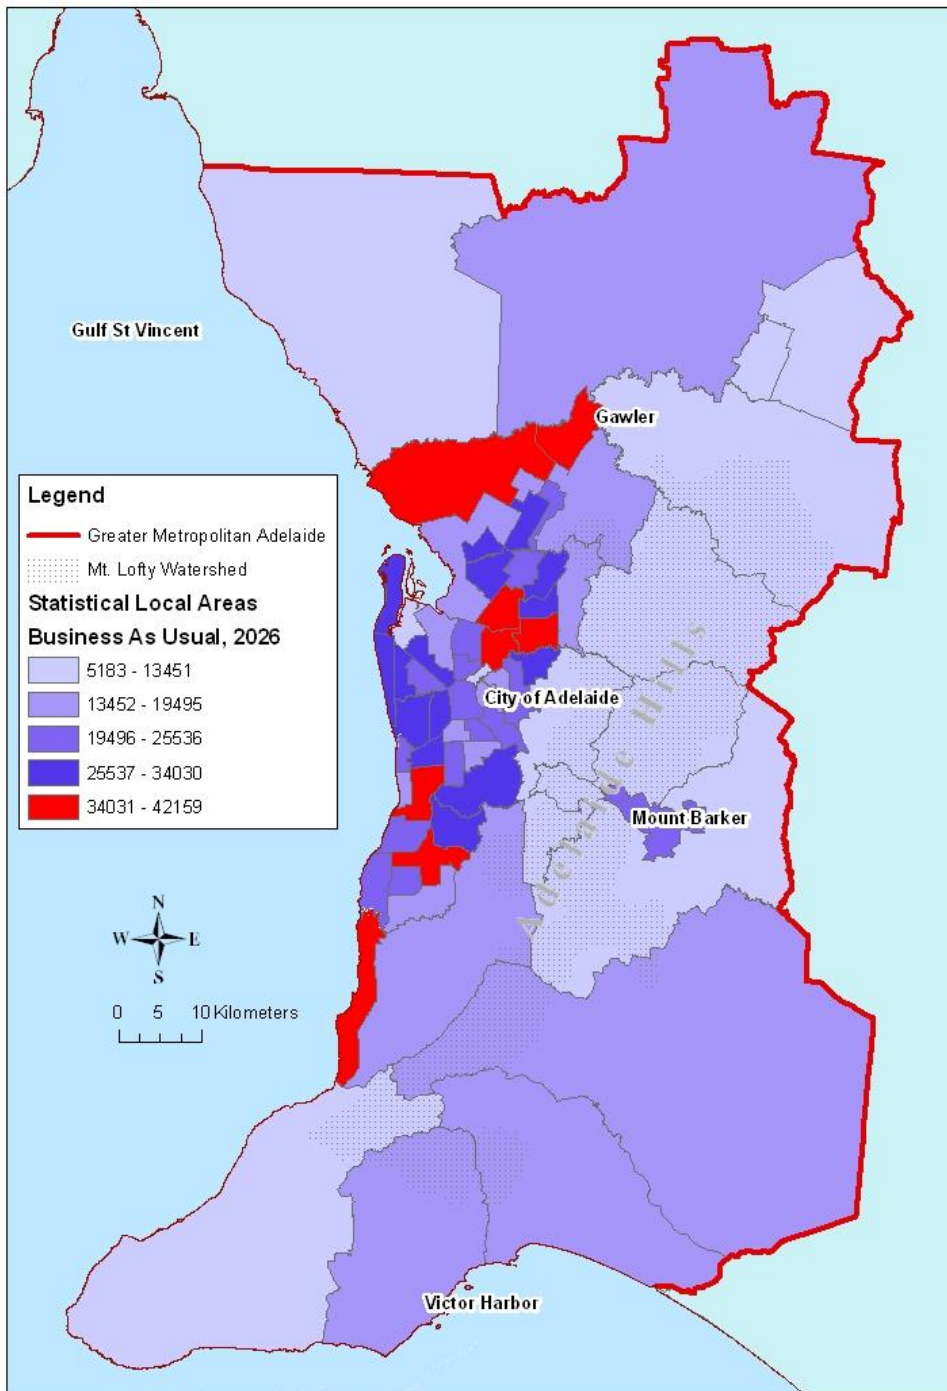 Gulf St Vincent
Gawler
Legend
Greater Metropolitan Adelaide
Mt. Lofty Watershed
Statistical Local Areas
Business As Usual, 2026
5183 - 13451
13452 - 19495
19496 - 25536
25537 - 34030
34031 - 42159
City of Adelaide
Adelaide Hills
Mount Barker
N
W E
S
0 5 10 Kilometers
Victor Harbor